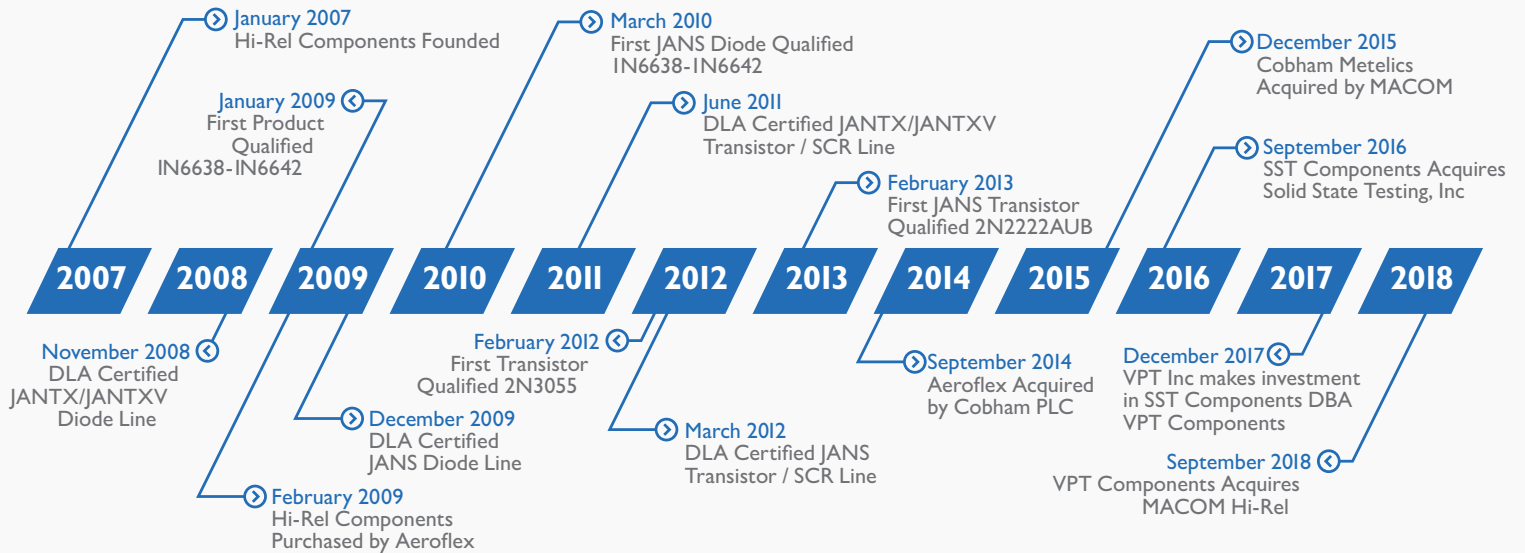 January 2007
Hi-Rel Components Founded
January 2009
First Product
Qualified
1N6638-1N6642
March 2010
First JANS Diode Qualified
1N6638-1N6642
June 2011
DLA Certified JANTX/JANTXV
Transistor / SCR Line
February 2013
First JANS Transistor
Qualified 2N2222AUB
December 2015
Cobham Metelics
Acquired by MACOM
September 2016
SST Components Acquires
Solid State Testing, Inc
2007 2008 2009 2010 2011 2012 2013 2014 2015 2016 2017 2018
November 2008
DLA Certified
JANTX/JANTXV
Diode Line
February 2009
Hi-Rel Components
Purchased by Aeroflex
December 2009
DLA Certified
JANS Diode Line
February 2012
First Transistor
Qualified 2N3055
March 2012
DLA Certified JANS
Transistor / SCR Line
September 2014
Aeroflex Acquired
by Cobham PLC
December 2017
VPT Inc makes investment
in SST Components DBA
VPT Components
September 2018
VPT Components Acquires
MACOM Hi-Rel